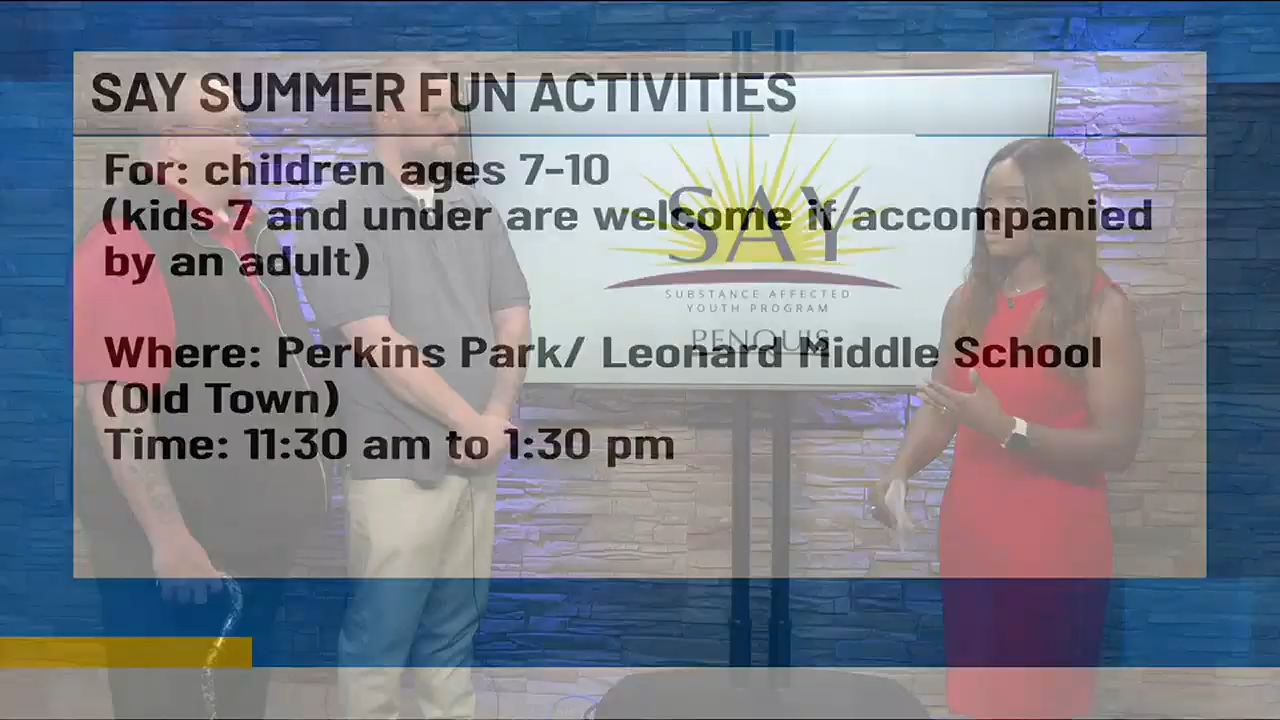 SAY SUMMER FUN ACTIVITIES
For: children ages 7-10
(kids 7 and under are welcome if accompanied
by an adult)
Where: Perkins Park/ Leonard Middle School
(Old Town)
Time: 11:30 am to 1:30 pm
SAY
SUBSTANCE AFFECTED
YOUTH PROGRAM
PENQUIS